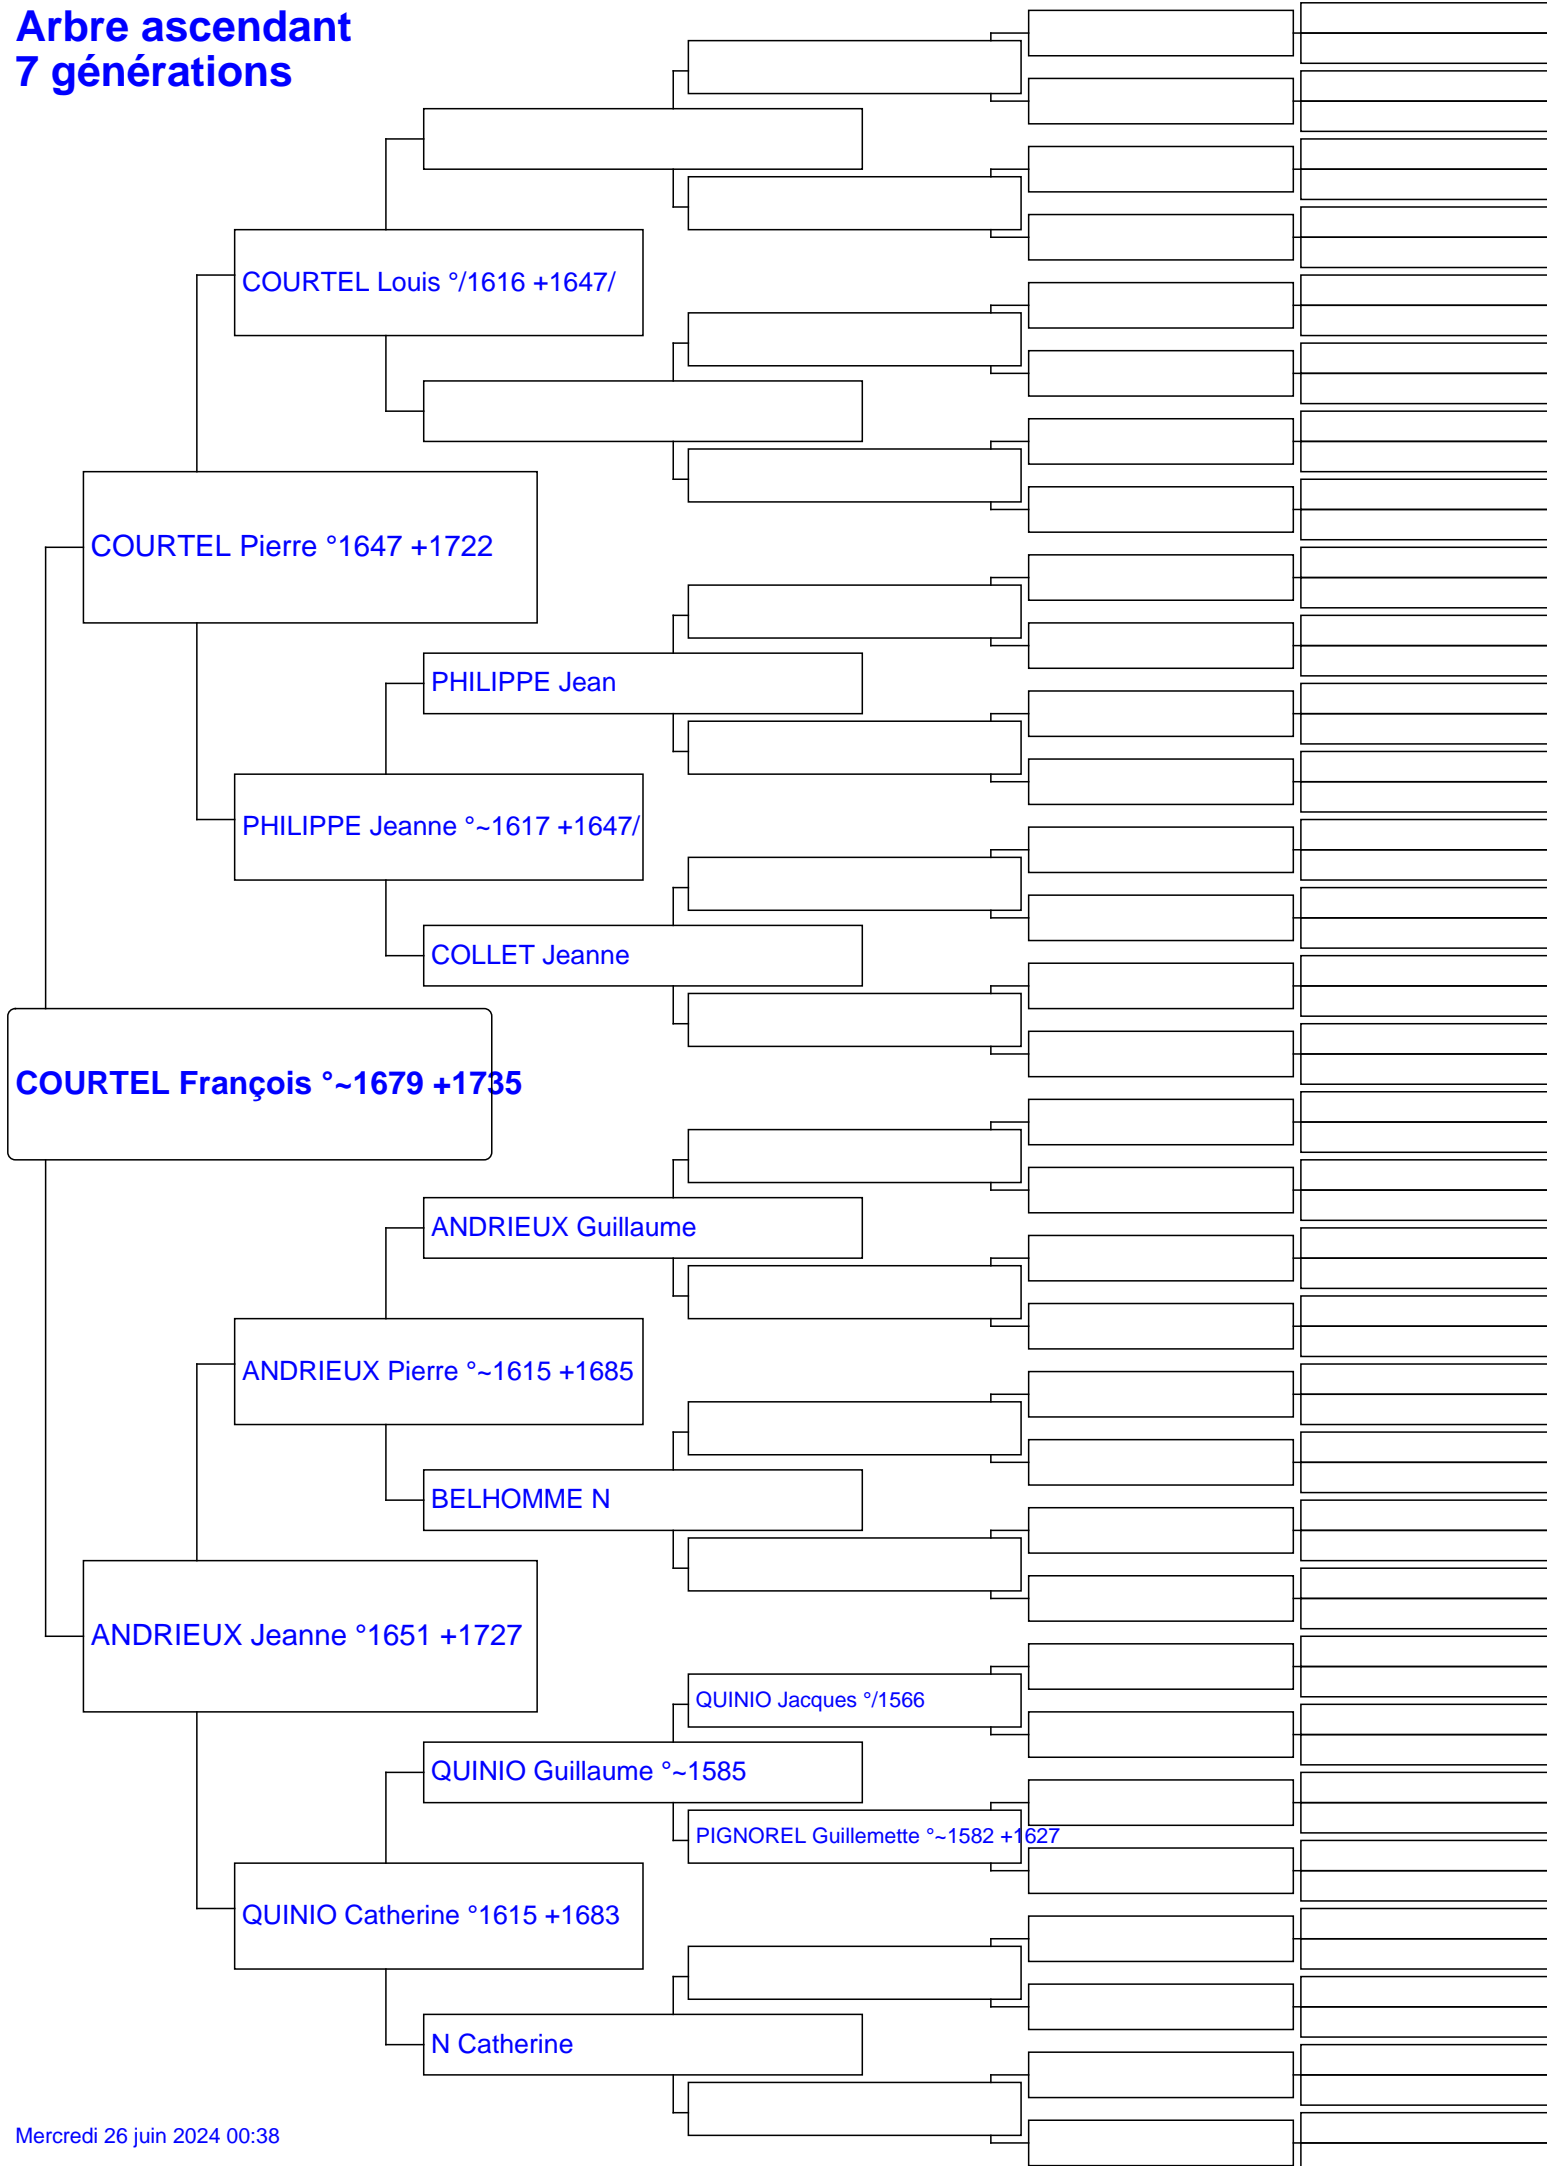 Arbre ascendant
7 générations
COURTEL Louis °/1616 +1647/
COURTEL Pierre °1647 +1722
PHILIPPE Jean
PHILIPPE Jeanne °~1617 +1647/
COLLET Jeanne
COURTEL François °~1679 +1735
ANDRIEUX Guillaume
ANDRIEUX Pierre °~1615 +1685
BELHOMME N
ANDRIEUX Jeanne °1651 +1727
QUINIO Jacques °/1566
QUINIO Guillaume °~1585
PIGNOREL Guillemette °~1582 +1627
QUINIO Catherine °1615 +1683
N Catherine
Mercredi 26 juin 2024 00:38